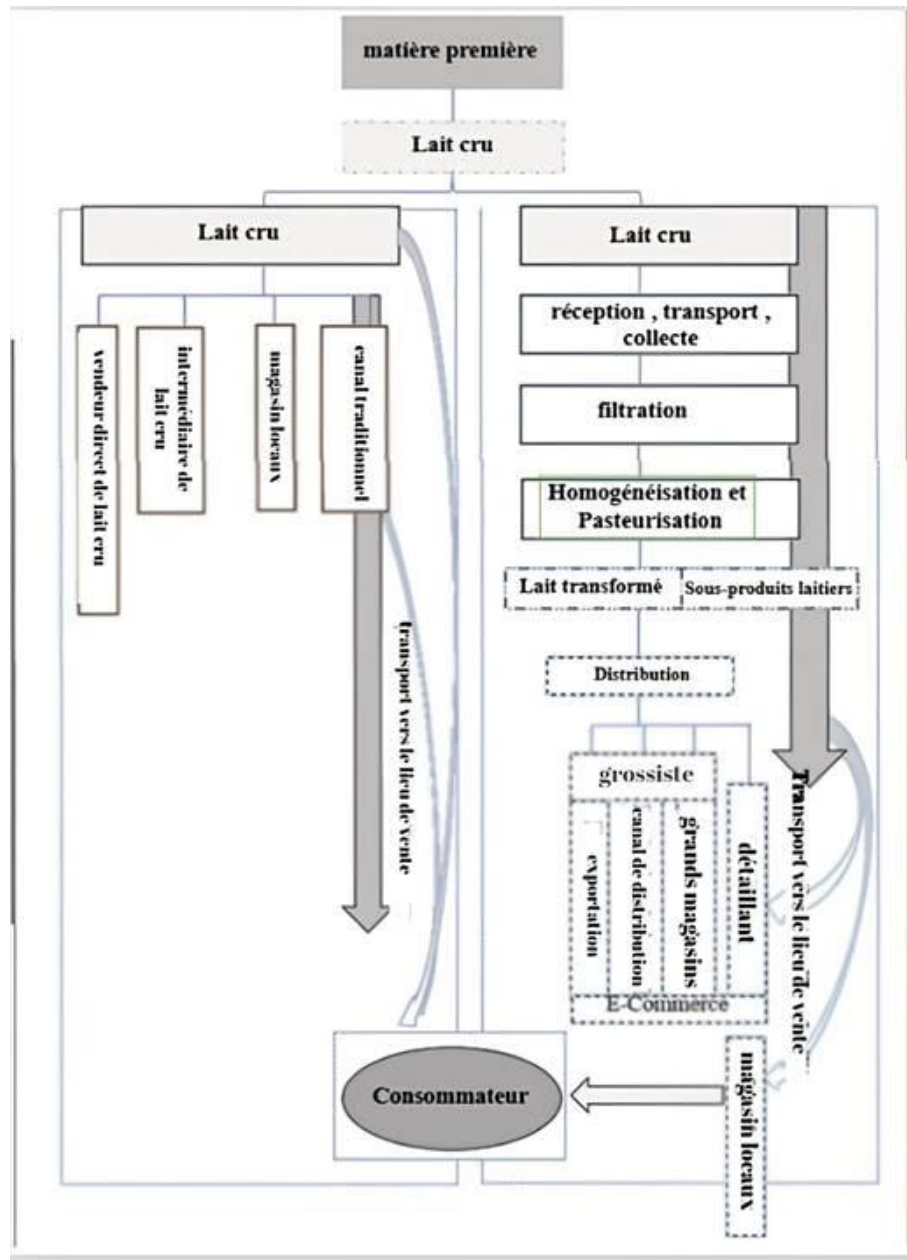 matière première
Lait cru
Lait cru
vendeur direct de lait cru
intermédiaire de
lait cru
magasin locaux
canal traditionnel
transport vers le lieu de vente
Lait cru
réception , transport ,
collecte
filtration
Homogénéisation et
Pasteurisation
Lait transformé
Sous-produits laitiers
Distribution
grossiste
exportation
canal de distribution
grands magasins
détaillant
E-Commerce
Transport vers le lieu de vente
magasin locaux
Consommateur